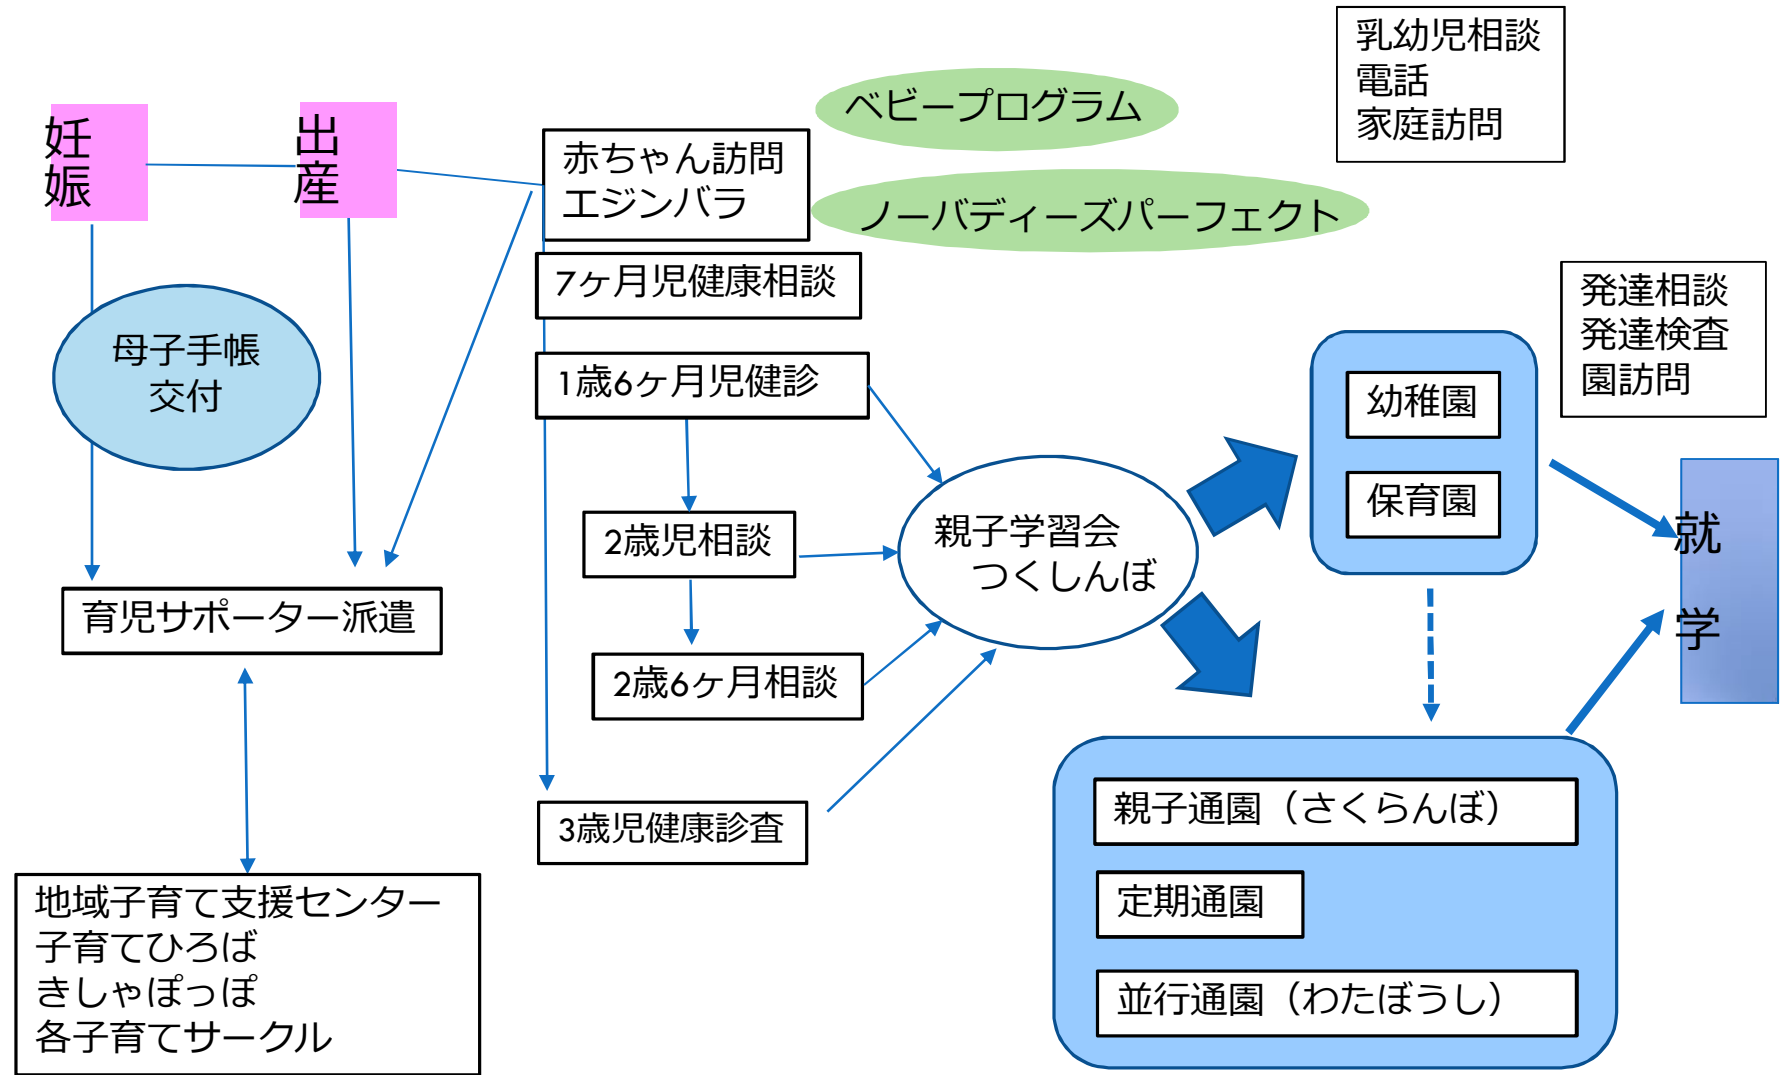 妊娠
出産
母子手帳
交付
育児サポーター派遣
地域子育て支援センター
子育てひろば
きしゃぽっぽ
各子育てサークル
赤ちゃん訪問
エジンバラ
7ヶ月児健康相談
1歳6ヶ月児健診
2歳児相談
2歳6ヶ月相談
3歳児健康診査
ベビープログラム
ノーバディーズパーフェクト
親子学習会
つくしんぼ
乳幼児相談
電話
家庭訪問
幼稚園
保育園
発達相談
発達検査
園訪問
親子通園（さくらんぼ）
定期通園
並行通園（わたぼうし）
就学